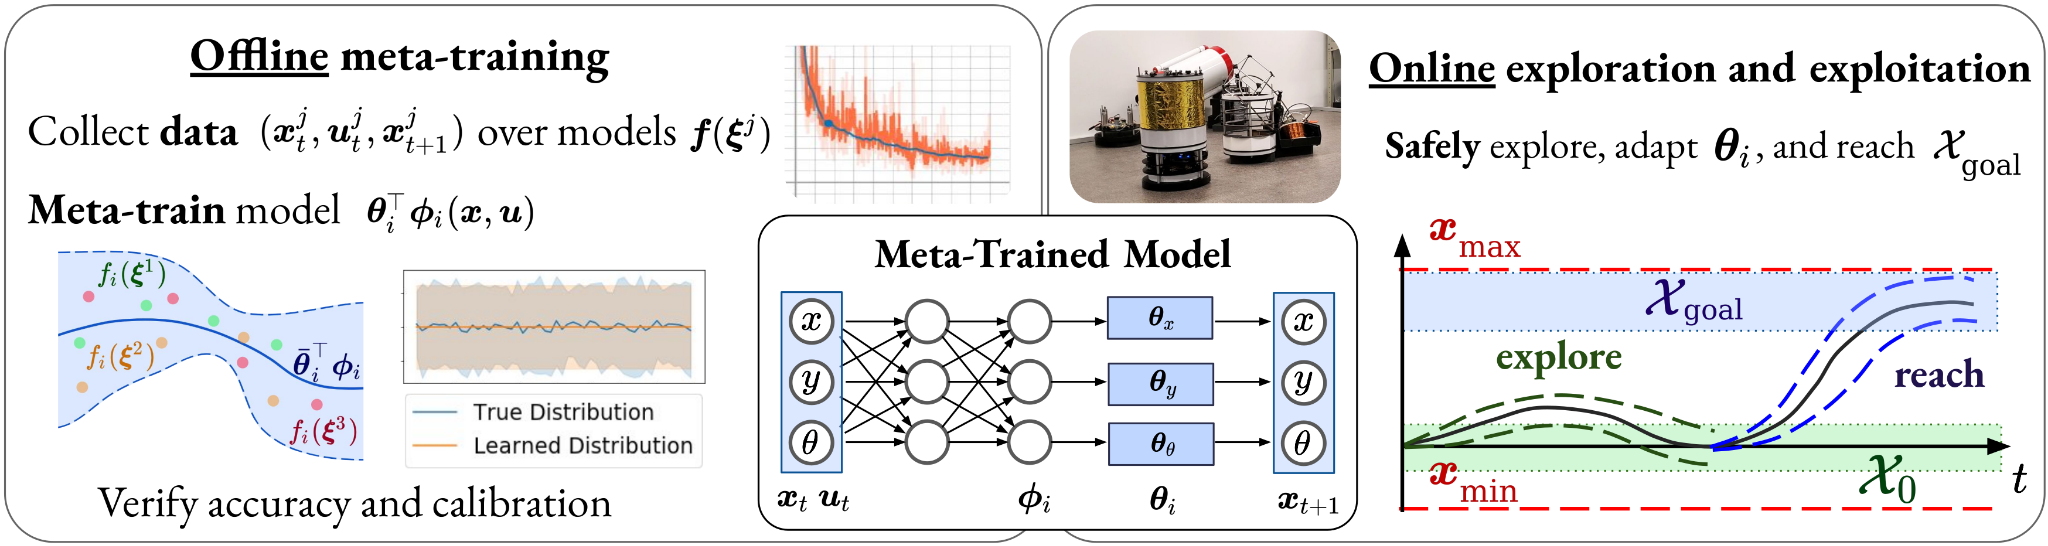 Offline meta-training
Collect data (x_t^j, u_t^j, x_{t+1}^j) over models f(ξ^j)
Meta-train model θ_i^⊤ ϕ_i(x, u)
f_i(ξ^1)
f_i(ξ^2)
θ̄_i^⊤ ϕ_i
f_i(ξ^3)
True Distribution
Learned Distribution
Verify accuracy and calibration
Meta-Trained Model
x θ_x x
y θ_y y
θ θ_θ θ
x_t u_t ϕ_i θ_i x_{t+1}
Online exploration and exploitation
Safely explore, adapt θ_i, and reach 𝒳_goal
x_max
𝒳_goal
explore
reach
x_min
𝒳_0
t